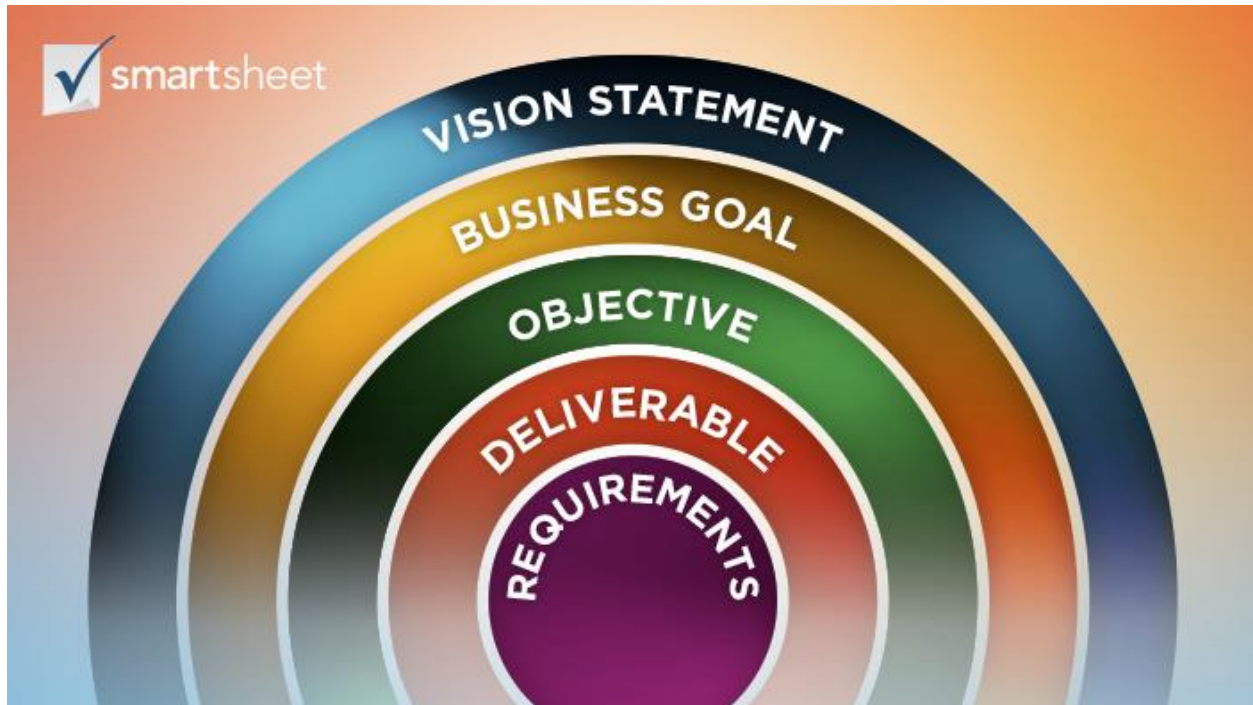 smartsheet
VISION STATEMENT
BUSINESS GOAL
OBJECTIVE
DELIVERABLE
REQUIREMENTS